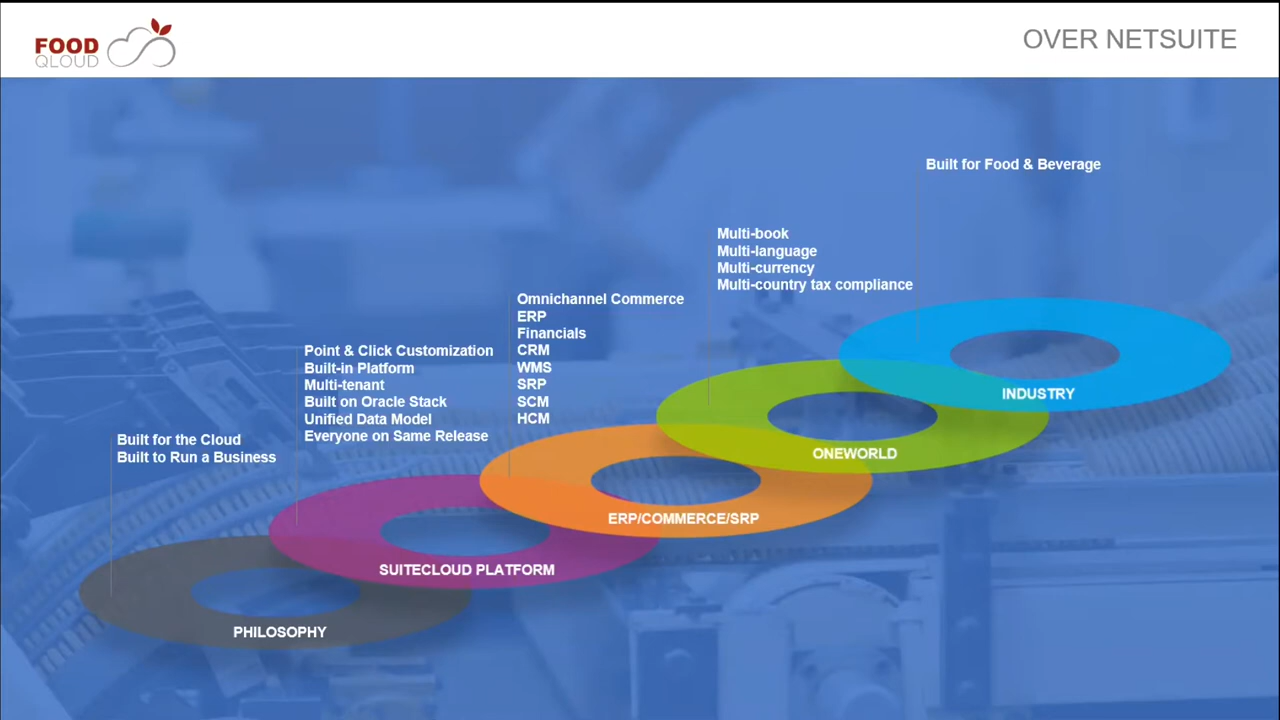 FOOD
QLOUD
OVER NETSUITE
Built for Food & Beverage
Multi-book
Multi-language
Multi-currency
Multi-country tax compliance
Omnichannel Commerce
ERP
Financials
CRM
WMS
SRP
SCM
HCM
Point & Click Customization
Built-in Platform
Multi-tenant
Built on Oracle Stack
Unified Data Model
Everyone on Same Release
Built for the Cloud
Built to Run a Business
INDUSTRY
ONEWORLD
ERP/COMMERCE/SRP
SUITECLOUD PLATFORM
PHILOSOPHY